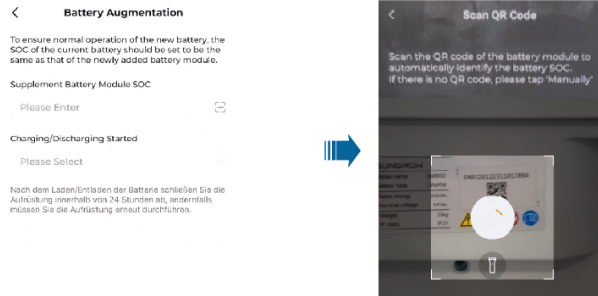 Battery Augmentation
To ensure normal operation of the new battery, the
SOC of the current battery should be set to be the
same as that of the newly added battery module.
Supplement Battery Module SOC
Please Enter
Charging/Discharging Started
Please Select
Nach dem Laden/Entladen der Batterie schließen Sie die
Aufrüstung innerhalb von 24 Stunden ab, andernfalls
müssen Sie die Aufrüstung erneut durchführen.
Scan QR Code
Scan the QR code of the battery module to
automatically identify the battery SOC.
If there is no QR code, please tap 'Manually'
SUNGROW